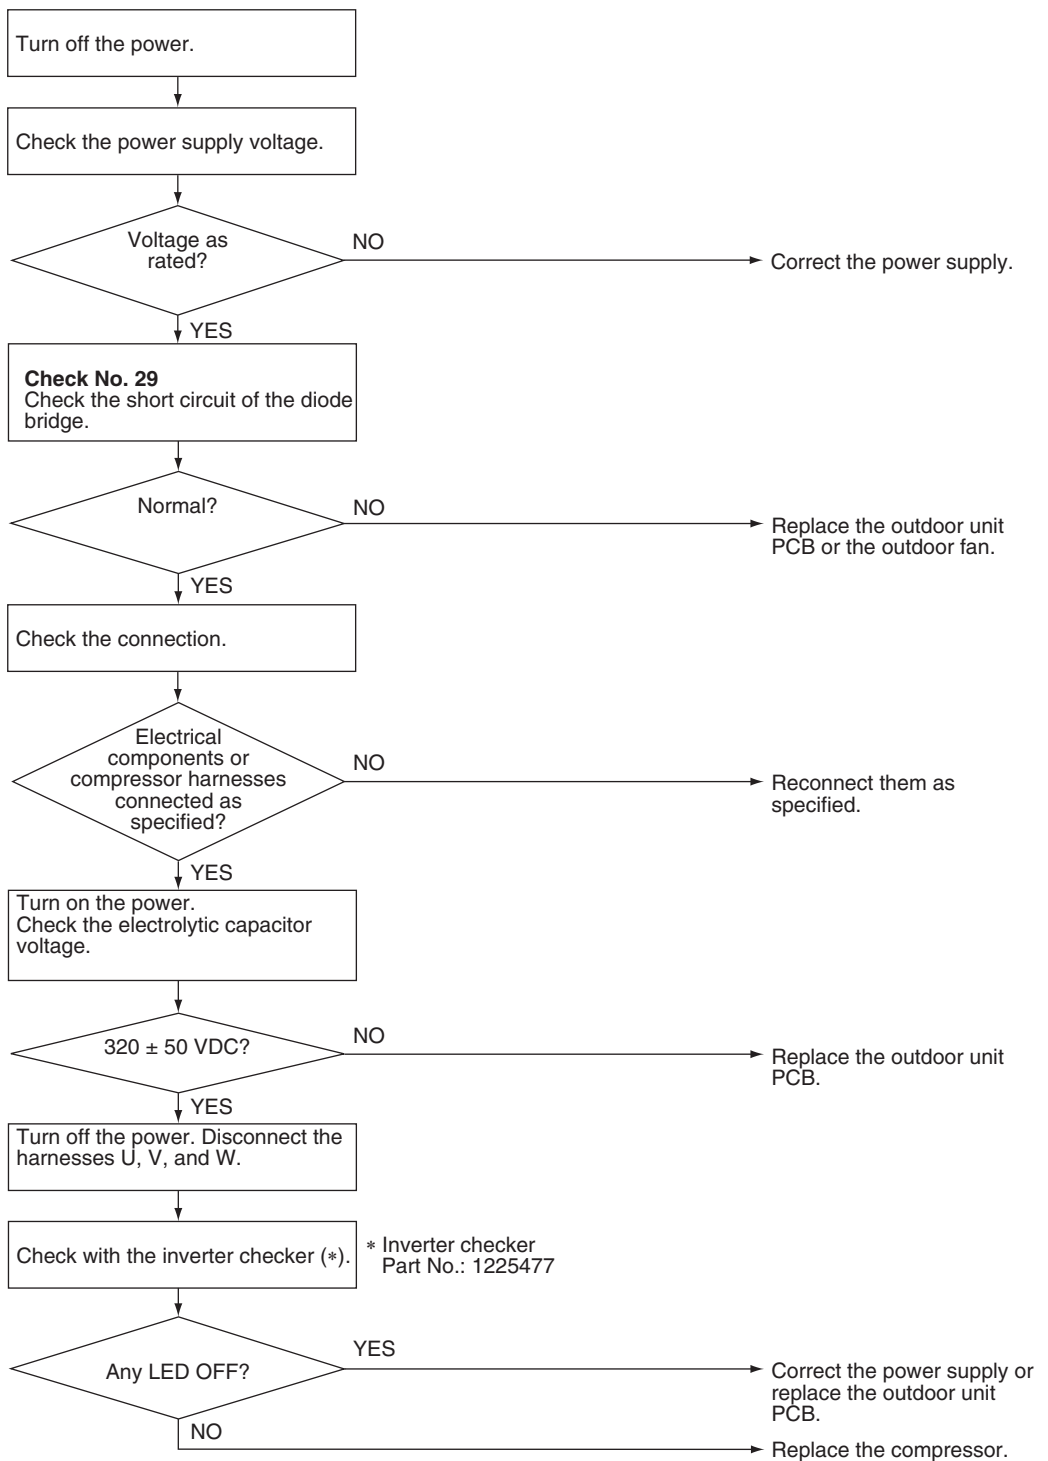 Turn off the power.
Check the power supply voltage.
Voltage as
rated?
NO
Correct the power supply.
YES
Check No. 29
Check the short circuit of the diode
bridge.
Normal?
NO
Replace the outdoor unit
PCB or the outdoor fan.
YES
Check the connection.
Electrical
components or
compressor harnesses
connected as
specified?
NO
Reconnect them as
specified.
YES
Turn on the power.
Check the electrolytic capacitor
voltage.
320 ± 50 VDC?
NO
Replace the outdoor unit
PCB.
YES
Turn off the power. Disconnect the
harnesses U, V, and W.
Check with the inverter checker (∗).
∗ Inverter checker
Part No.: 1225477
Any LED OFF?
YES
Correct the power supply or
replace the outdoor unit
PCB.
NO
Replace the compressor.